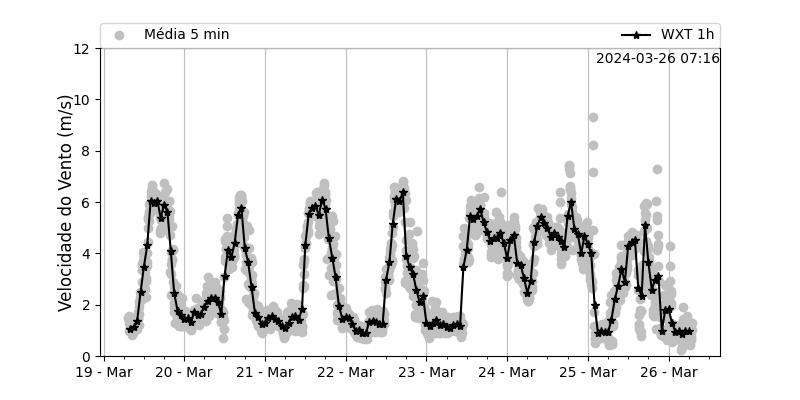 Média 5 min
WXT 1h
2024-03-26 07:16
Velocidade do Vento (m/s)
12
10
8
6
4
2
0
19 - Mar
20 - Mar
21 - Mar
22 - Mar
23 - Mar
24 - Mar
25 - Mar
26 - Mar